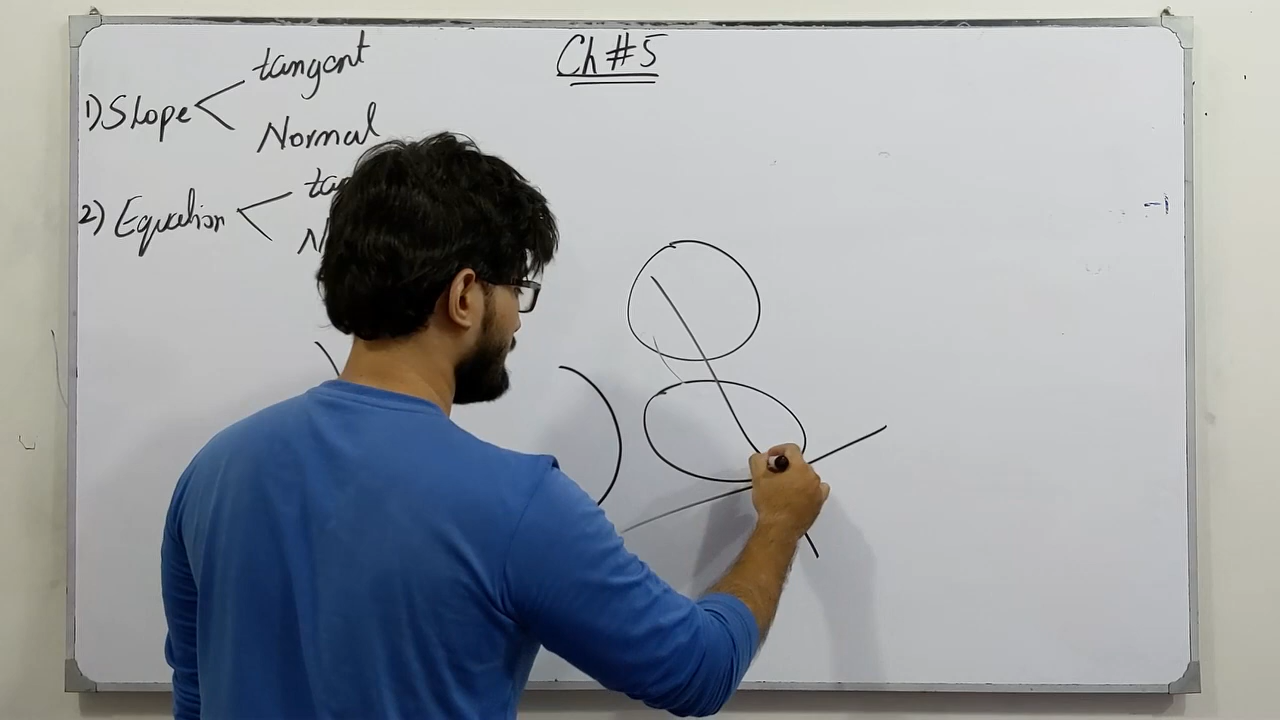 Ch#5
tangent
1) Slope
Normal
2) Equation